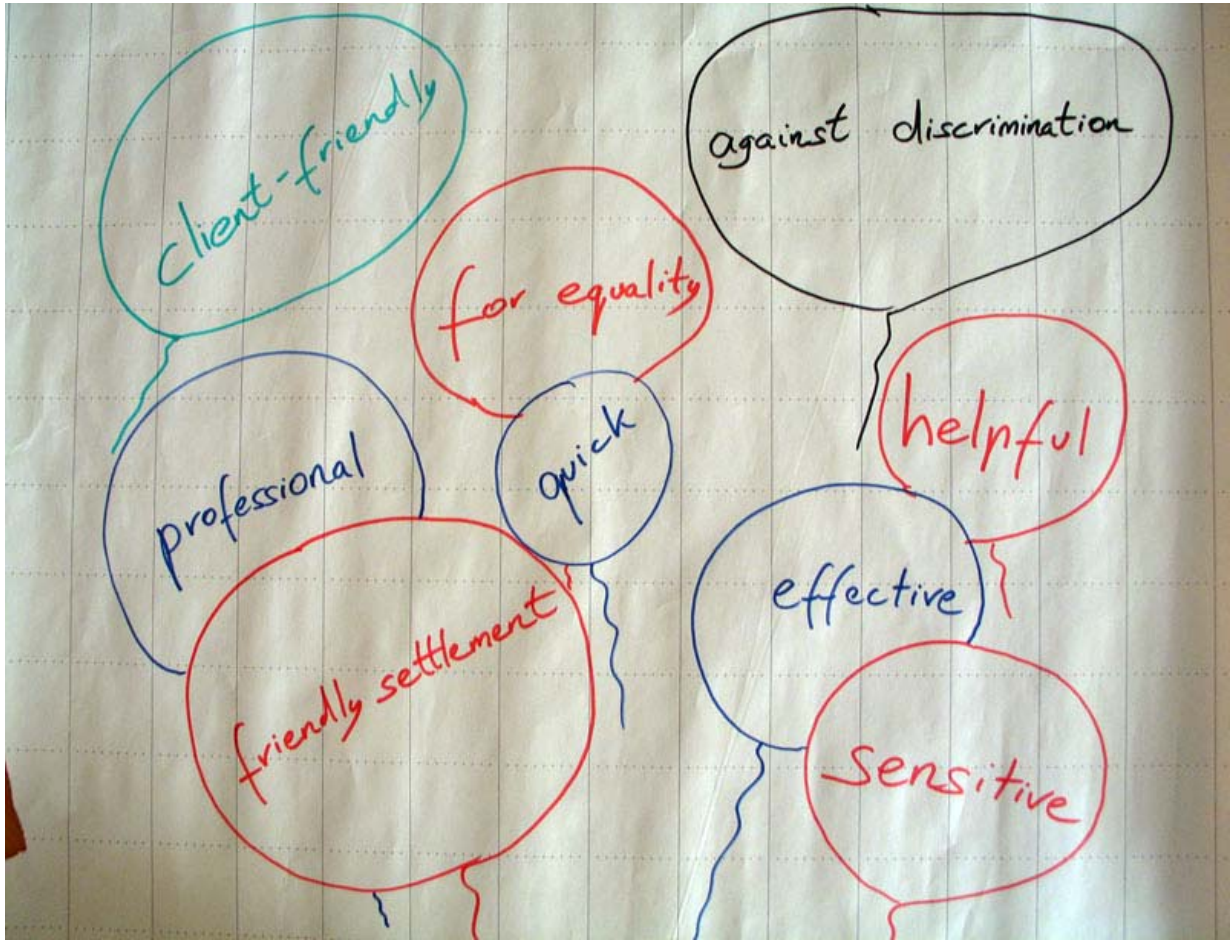 client-friendly
against discrimination
for equality
helpful
quick
professional
effective
friendly settlement
sensitive